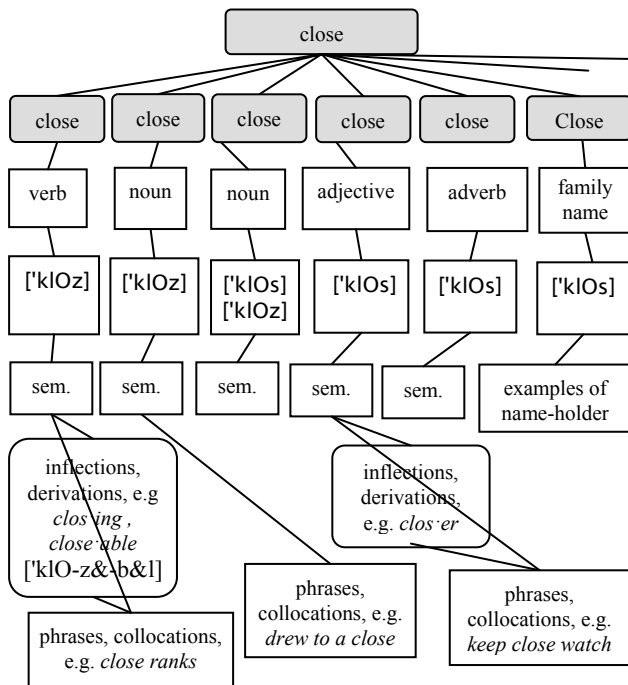 close
close
close
close
close
close
Close
verb
noun
noun
adjective
adverb
family
name
['klOz]
['klOz]
['klOs]
['klOz]
['klOs]
['klOs]
['klOs]
sem.
sem.
sem.
sem.
sem.
examples of
name-holder
inflections,
derivations, e.g
clos·ing ,
close·able
['klO-z&-b&l]
inflections,
derivations,
e.g. clos·er
phrases, collocations,
e.g. close ranks
phrases,
collocations, e.g.
drew to a close
phrases,
collocations, e.g.
keep close watch